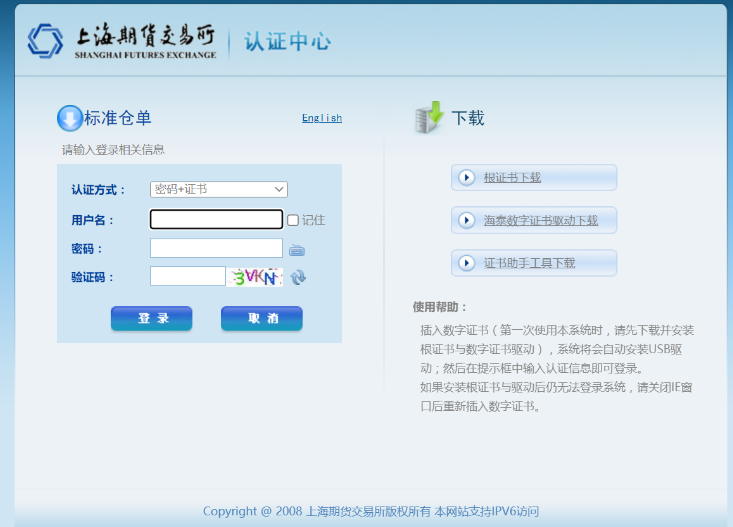 上海期货交易所 认证中心
SHANGHAI FUTURES EXCHANGE
标准仓单 English
请输入登录相关信息
认证方式： 密码+证书
用户名： 记住
密码：
验证码： 3VKN
登 录 取 消
下载
根证书下载
海泰数字证书驱动下载
证书助手工具下载
使用帮助：
插入数字证书（第一次使用本系统时，请先下载并安装
根证书与数字证书驱动），系统将会自动安装USB驱
动；然后在提示框中输入认证信息即可登录。
如果安装根证书与驱动后仍无法登录系统，请关闭IE窗
口后重新插入数字证书。
Copyright @ 2008 上海期货交易所版权所有 本网站支持IPV6访问